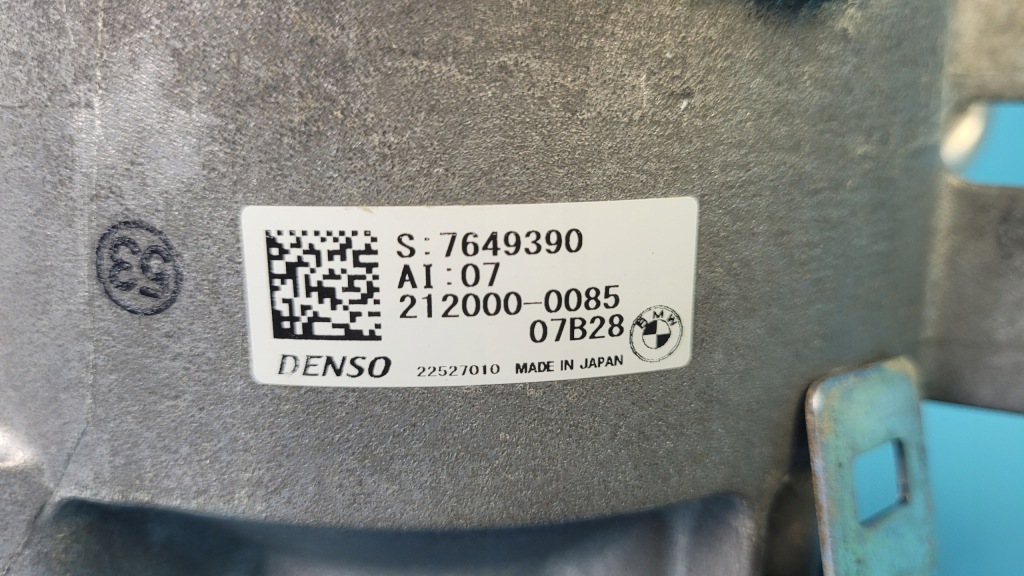 S:7649390
AI:07
212000-0085
07B28
BMW
DENSO 22527010 MADE IN JAPAN
53